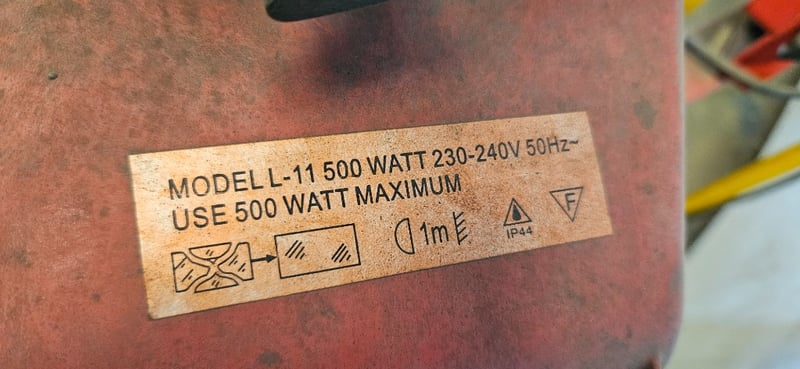 MODEL L-11 500 WATT 230-240V 50Hz~
USE 500 WATT MAXIMUM
1m
IP44
F